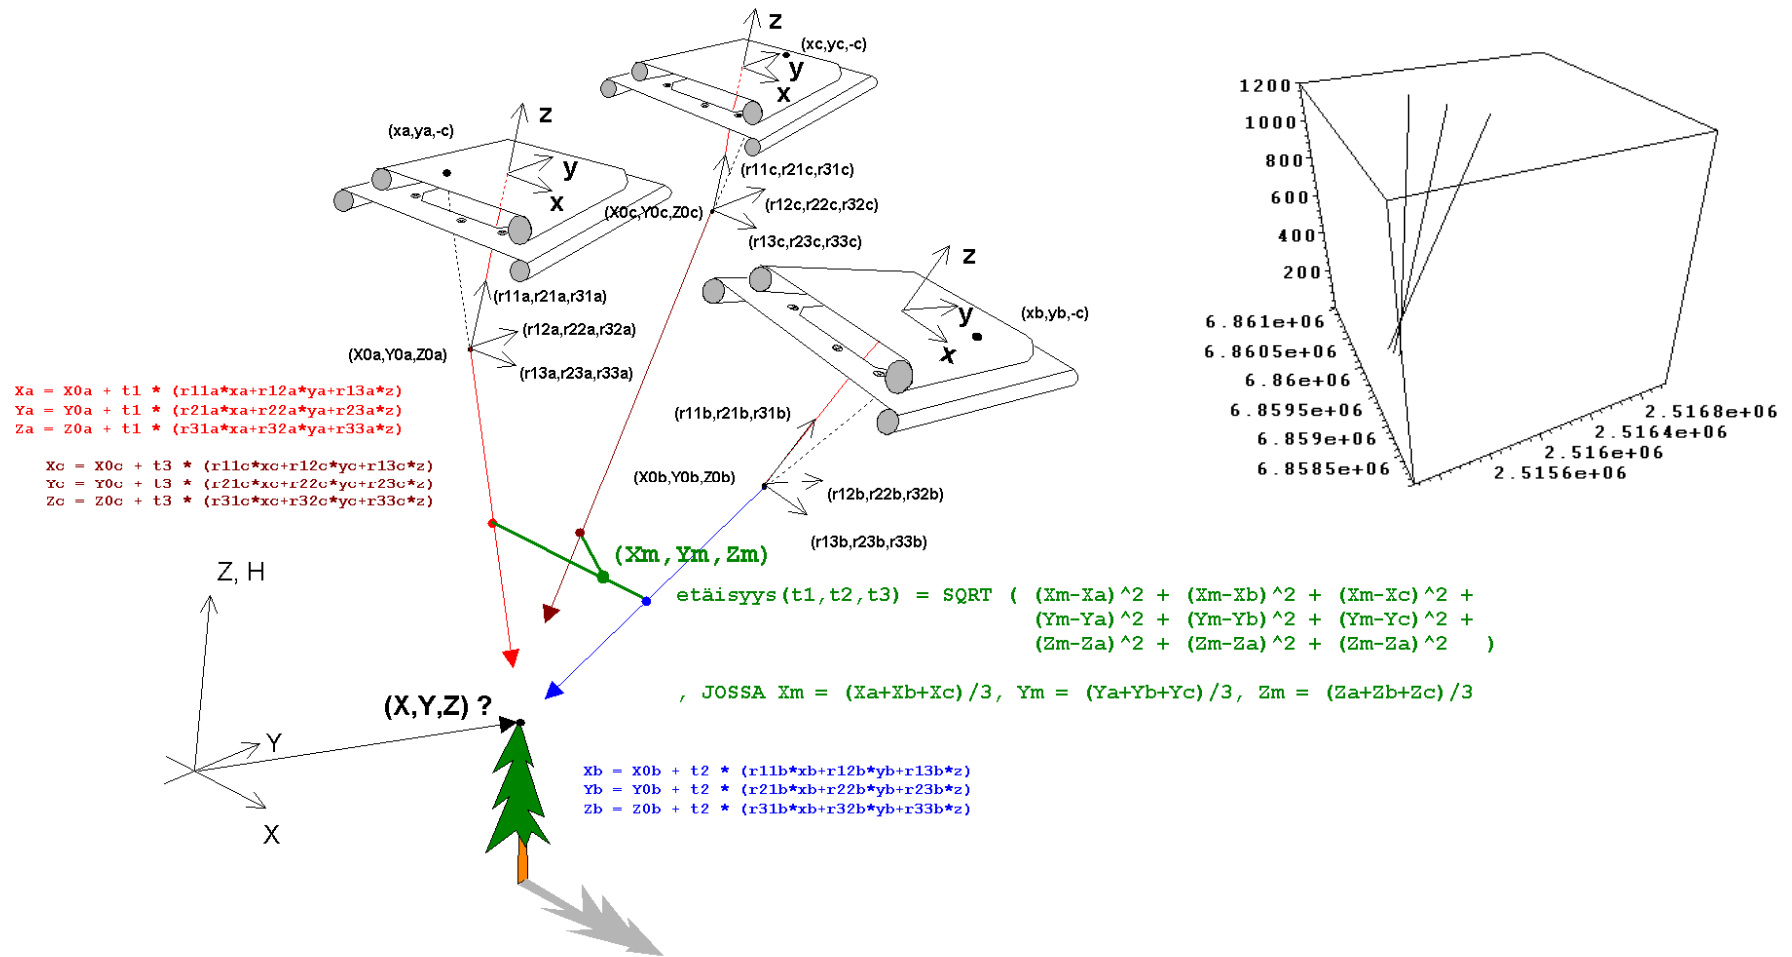 z
(xc,yc,-c)
y
x
z
(xa,ya,-c)
y
x
(r11c,r21c,r31c)
(r12c,r22c,r32c)
(X0c,Y0c,Z0c)
(r13c,r23c,r33c)
z
(r11a,r21a,r31a)
(xb,yb,-c)
y
(r12a,r22a,r32a)
(X0a,Y0a,Z0a)
x
(r13a,r23a,r33a)
Xa = X0a + t1 * (r11a*xa+r12a*ya+r13a*z)
Ya = Y0a + t1 * (r21a*xa+r22a*ya+r23a*z)
Za = Z0a + t1 * (r31a*xa+r32a*ya+r33a*z)
(r11b,r21b,r31b)
Xc = X0c + t3 * (r11c*xc+r12c*yc+r13c*z)
Yc = Y0c + t3 * (r21c*xc+r22c*yc+r23c*z)
Zc = Z0c + t3 * (r31c*xc+r32c*yc+r33c*z)
(X0b,Y0b,Z0b)
(r12b,r22b,r32b)
(r13b,r23b,r33b)
1200
1000
800
600
400
200
6.861e+06
6.8605e+06
6.86e+06
6.8595e+06
6.859e+06
6.8585e+06
2.5168e+06
2.5164e+06
2.516e+06
2.5156e+06
(Xm,Ym,Zm)
Z, H
etäisyys(t1,t2,t3) = SQRT ( (Xm-Xa)^2 + (Xm-Xb)^2 + (Xm-Xc)^2 +
(Ym-Ya)^2 + (Ym-Yb)^2 + (Ym-Yc)^2 +
(Zm-Za)^2 + (Zm-Za)^2 + (Zm-Za)^2 )
, JOSSA Xm = (Xa+Xb+Xc)/3, Ym = (Ya+Yb+Yc)/3, Zm = (Za+Zb+Zc)/3
(X,Y,Z) ?
Y
X
Xb = X0b + t2 * (r11b*xb+r12b*yb+r13b*z)
Yb = Y0b + t2 * (r21b*xb+r22b*yb+r23b*z)
Zb = Z0b + t2 * (r31b*xb+r32b*yb+r33b*z)